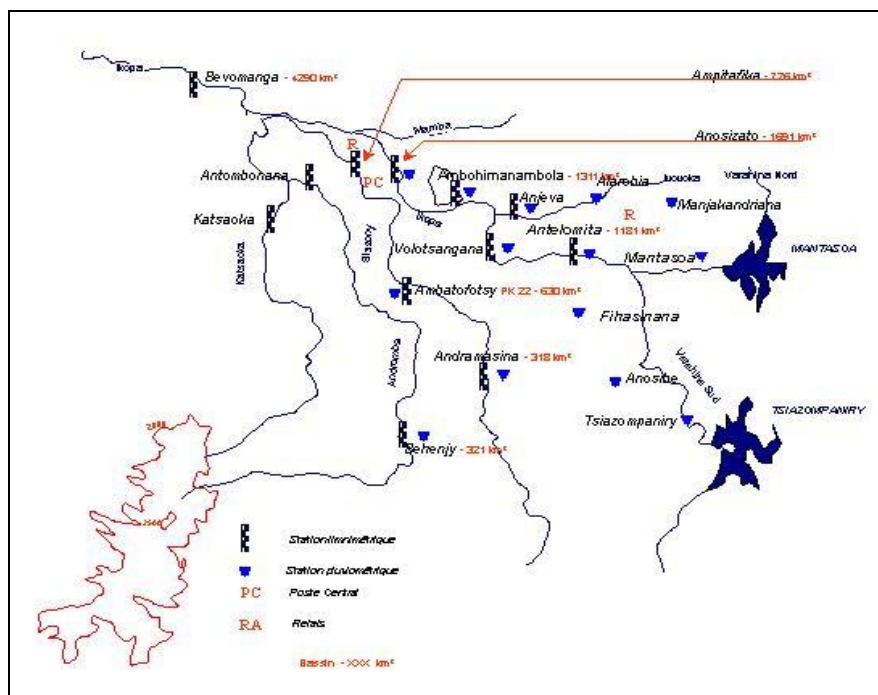 Ikopa
Bevomanga - 4290 km²
Ampitafika - 776 km²
Mamba
Anosizato - 1691 km²
R
PC
Antombonana
Ambohimanambola - 1311 km²
Alarobia
Iuouoka
Varahina Nord
Katsaoka
Ikopa
Anjeva
R
Manjakandriana
Antelomita - 1181 km²
Volotsangana
Mantasoa
MANTASOA
Katsaoka
Sisaony
Ambatofotsy PK 22 - 630 km²
Fihasinana
Andromba
Andramasina - 318 km²
Varahina Sud
Anosibe
TSIAZOMPANIRY
Tsiazompaniry
Behenjy - 321 km²
Station limnimétrique
Station pluviométrique
PC Poste Central
RA Relais
Bassin - XXX km²